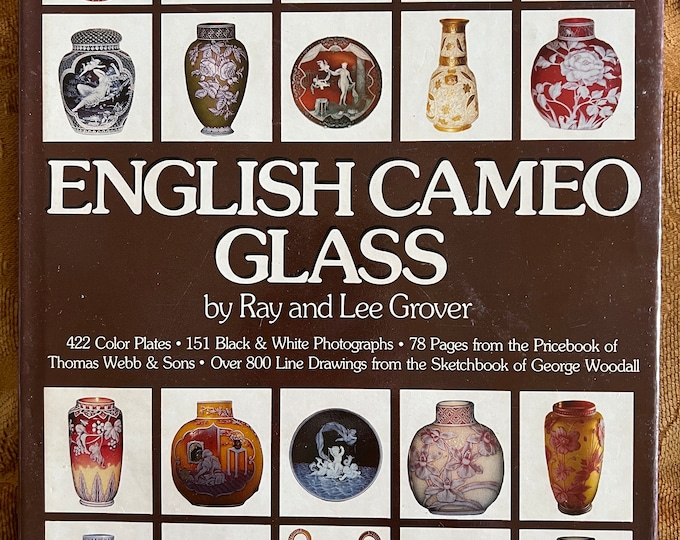 ENGLISH CAMEO
GLASS
by Ray and Lee Grover
422 Color Plates • 151 Black & White Photographs • 78 Pages from the Pricebook of
Thomas Webb & Sons • Over 800 Line Drawings from the Sketchbook of George Woodall